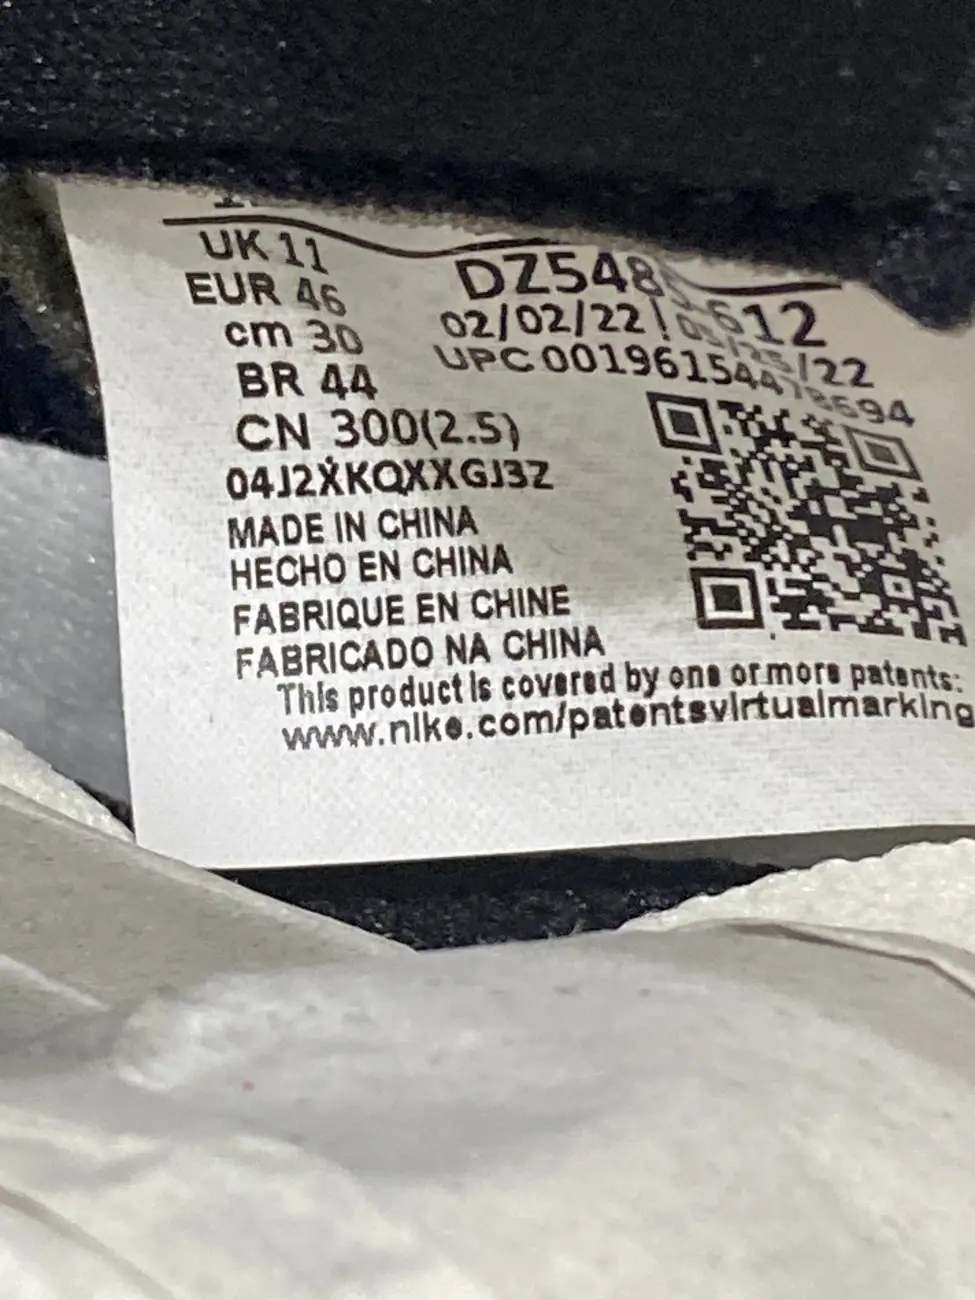 UK 11
EUR 46
cm 30
BR 44
CN 300(2.5)
04J2XKQXXGJ3Z
MADE IN CHINA
HECHO EN CHINA
FABRIQUE EN CHINE
FABRICADO NA CHINA
02/02/22
UPC 00196154478694
This product is covered by one or more patents:
www.nike.com/patentsvirtualmarking